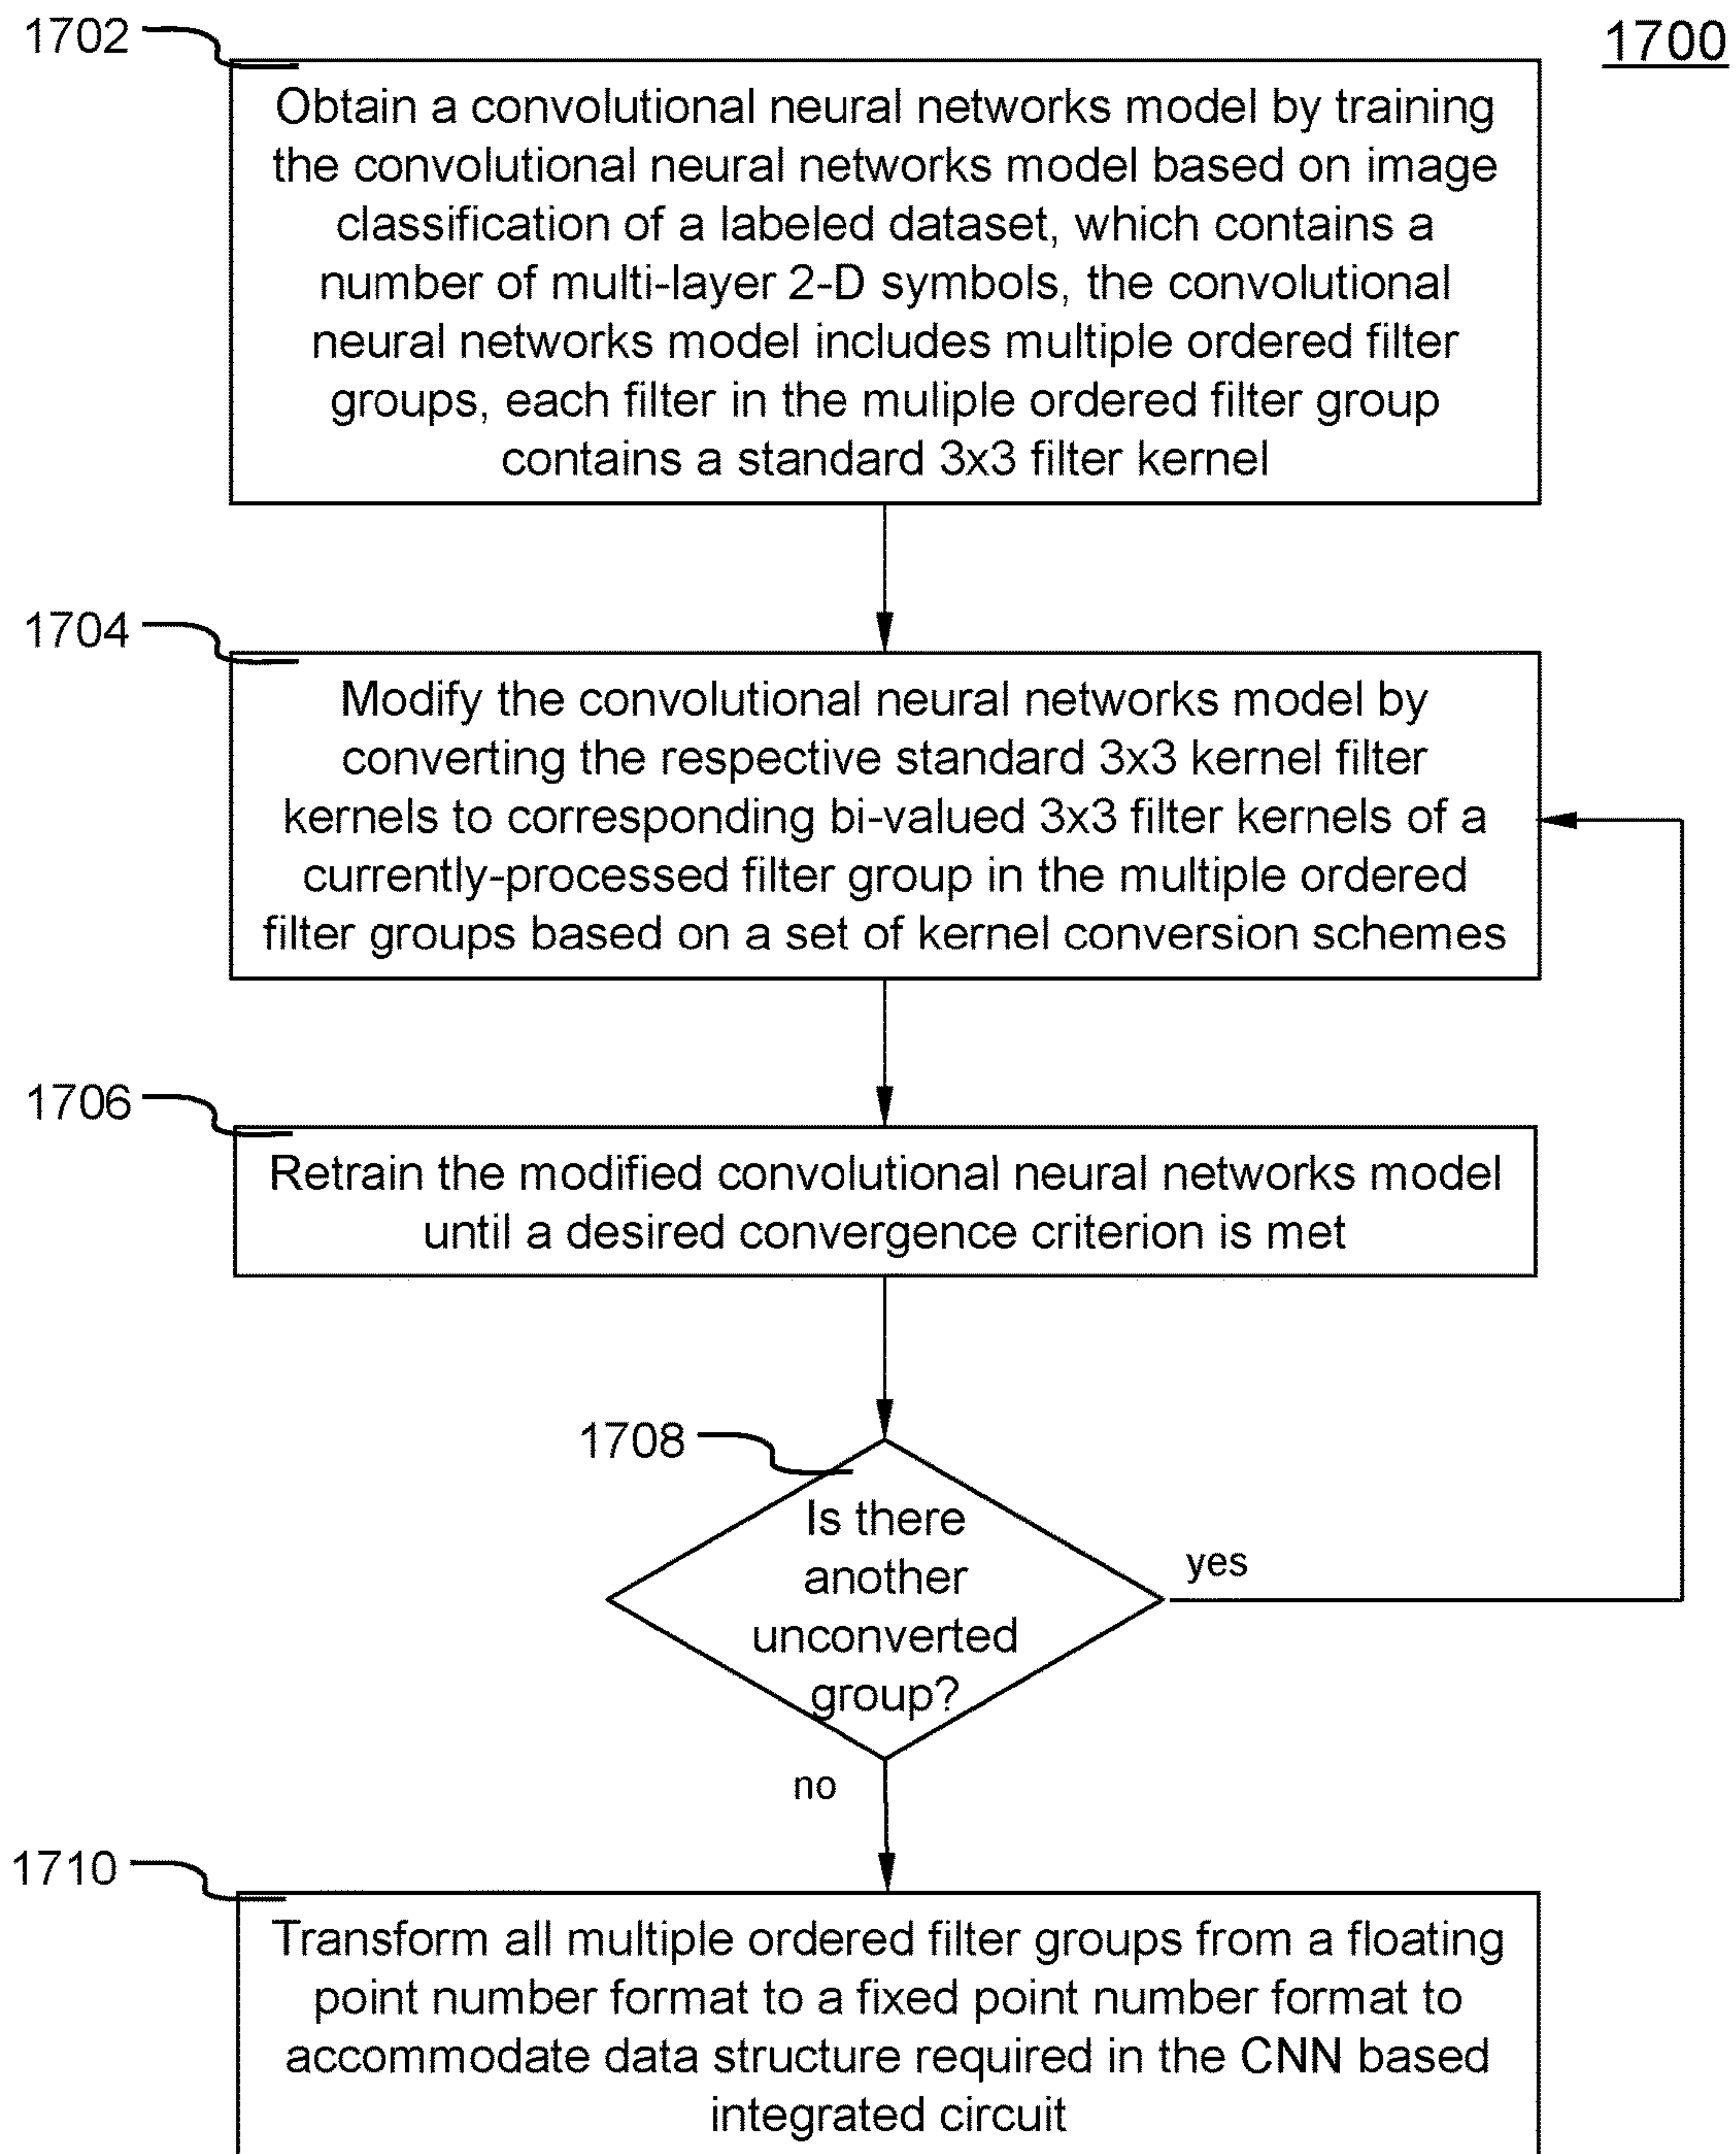 1702
1700
Obtain a convolutional neural networks model by training
the convolutional neural networks model based on image
classification of a labeled dataset, which contains a
number of multi-layer 2-D symbols, the convolutional
neural networks model includes multiple ordered filter
groups, each filter in the muliple ordered filter group
contains a standard 3x3 filter kernel
1704
Modify the convolutional neural networks model by
converting the respective standard 3x3 kernel filter
kernels to corresponding bi-valued 3x3 filter kernels of a
currently-processed filter group in the multiple ordered
filter groups based on a set of kernel conversion schemes
1706
Retrain the modified convolutional neural networks model
until a desired convergence criterion is met
1708
Is there
another
unconverted
group?
yes
no
1710
Transform all multiple ordered filter groups from a floating
point number format to a fixed point number format to
accommodate data structure required in the CNN based
integrated circuit